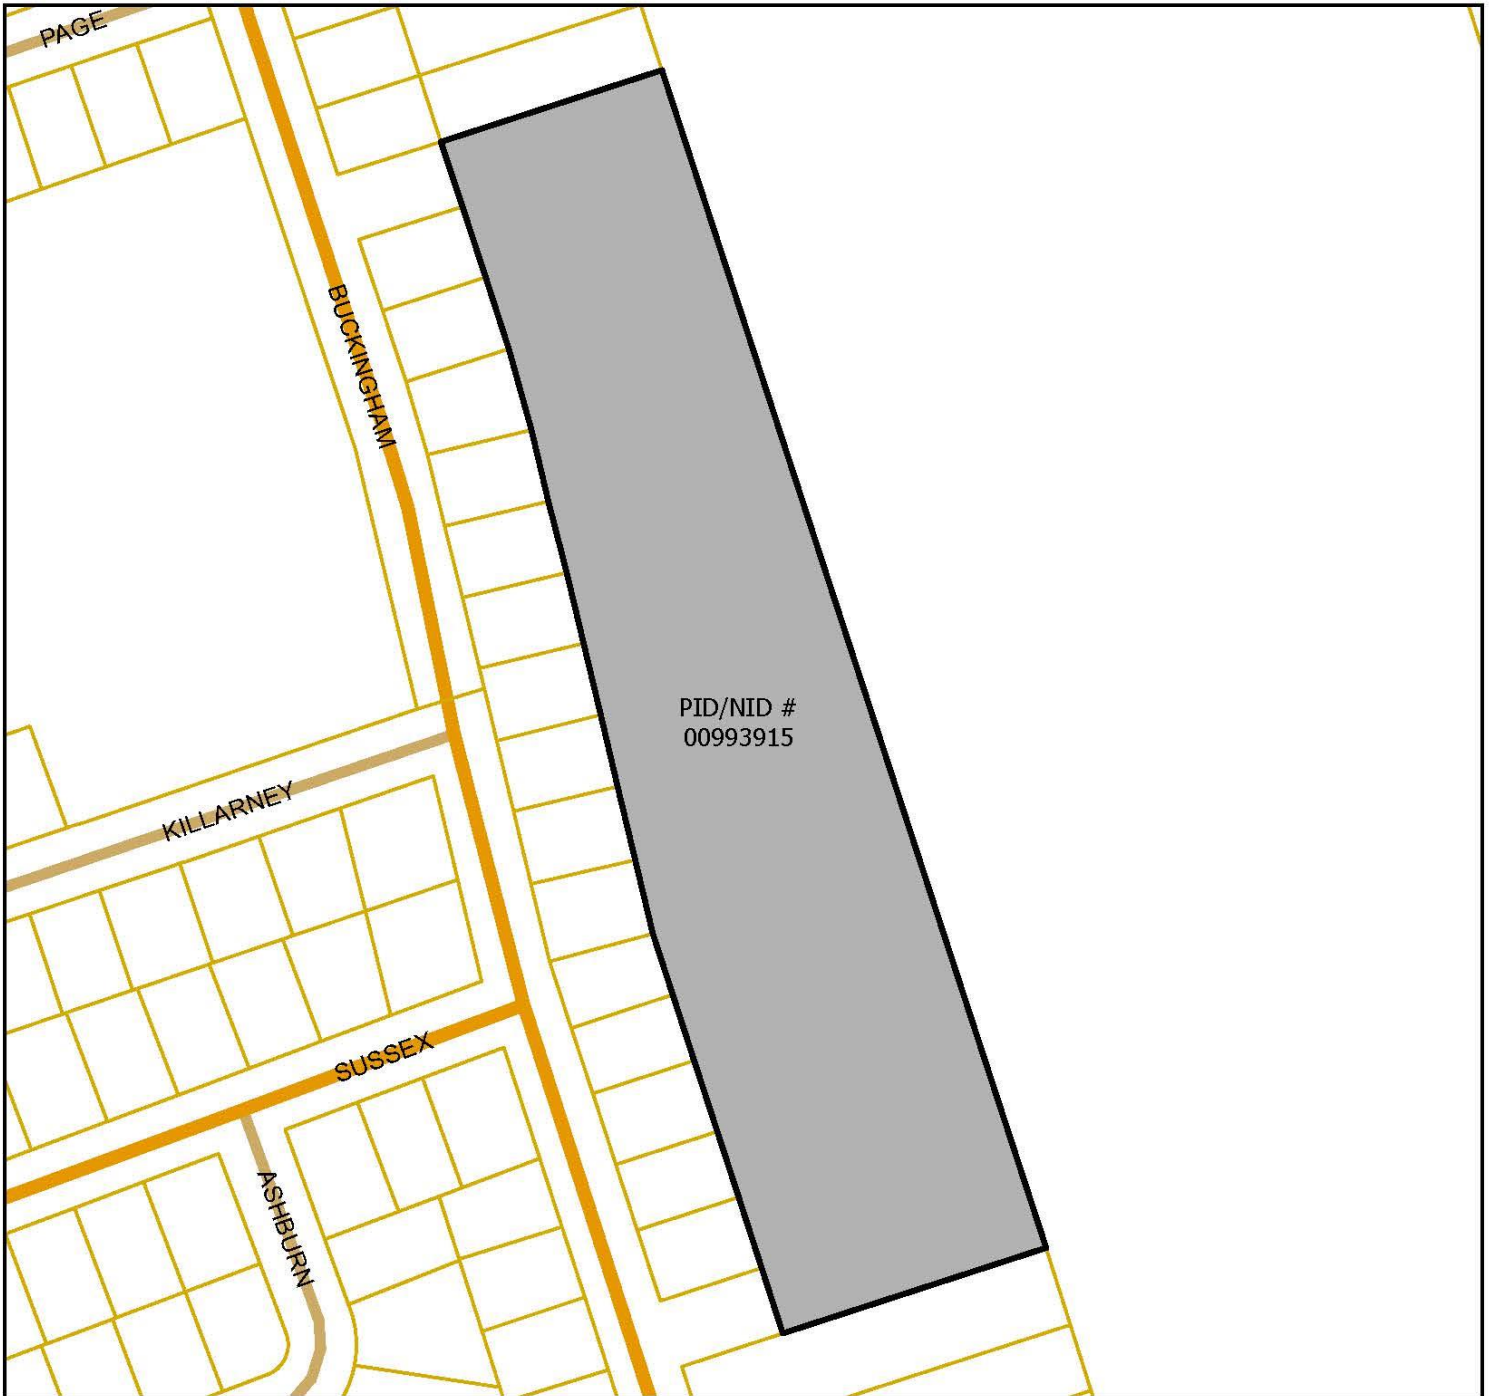 PAGE
BUCKINGHAM
PID/NID #
00993915
KILLARNEY
SUSSEX
ASHBURN